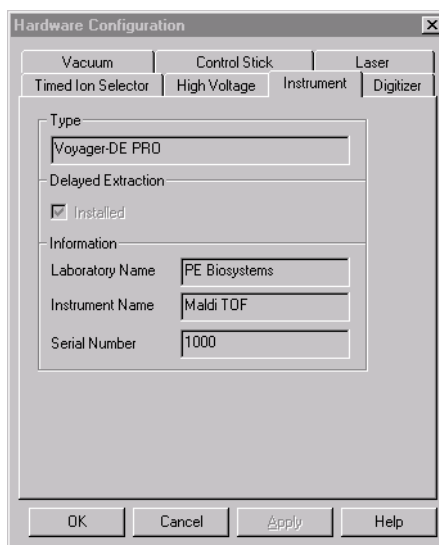 Hardware Configuration
Vacuum Control Stick Laser
Timed Ion Selector High Voltage Instrument Digitizer
Type
Voyager-DE PRO
Delayed Extraction
Installed
Information
Laboratory Name PE Biosystems
Instrument Name Maldi TOF
Serial Number 1000
OK Cancel Apply Help